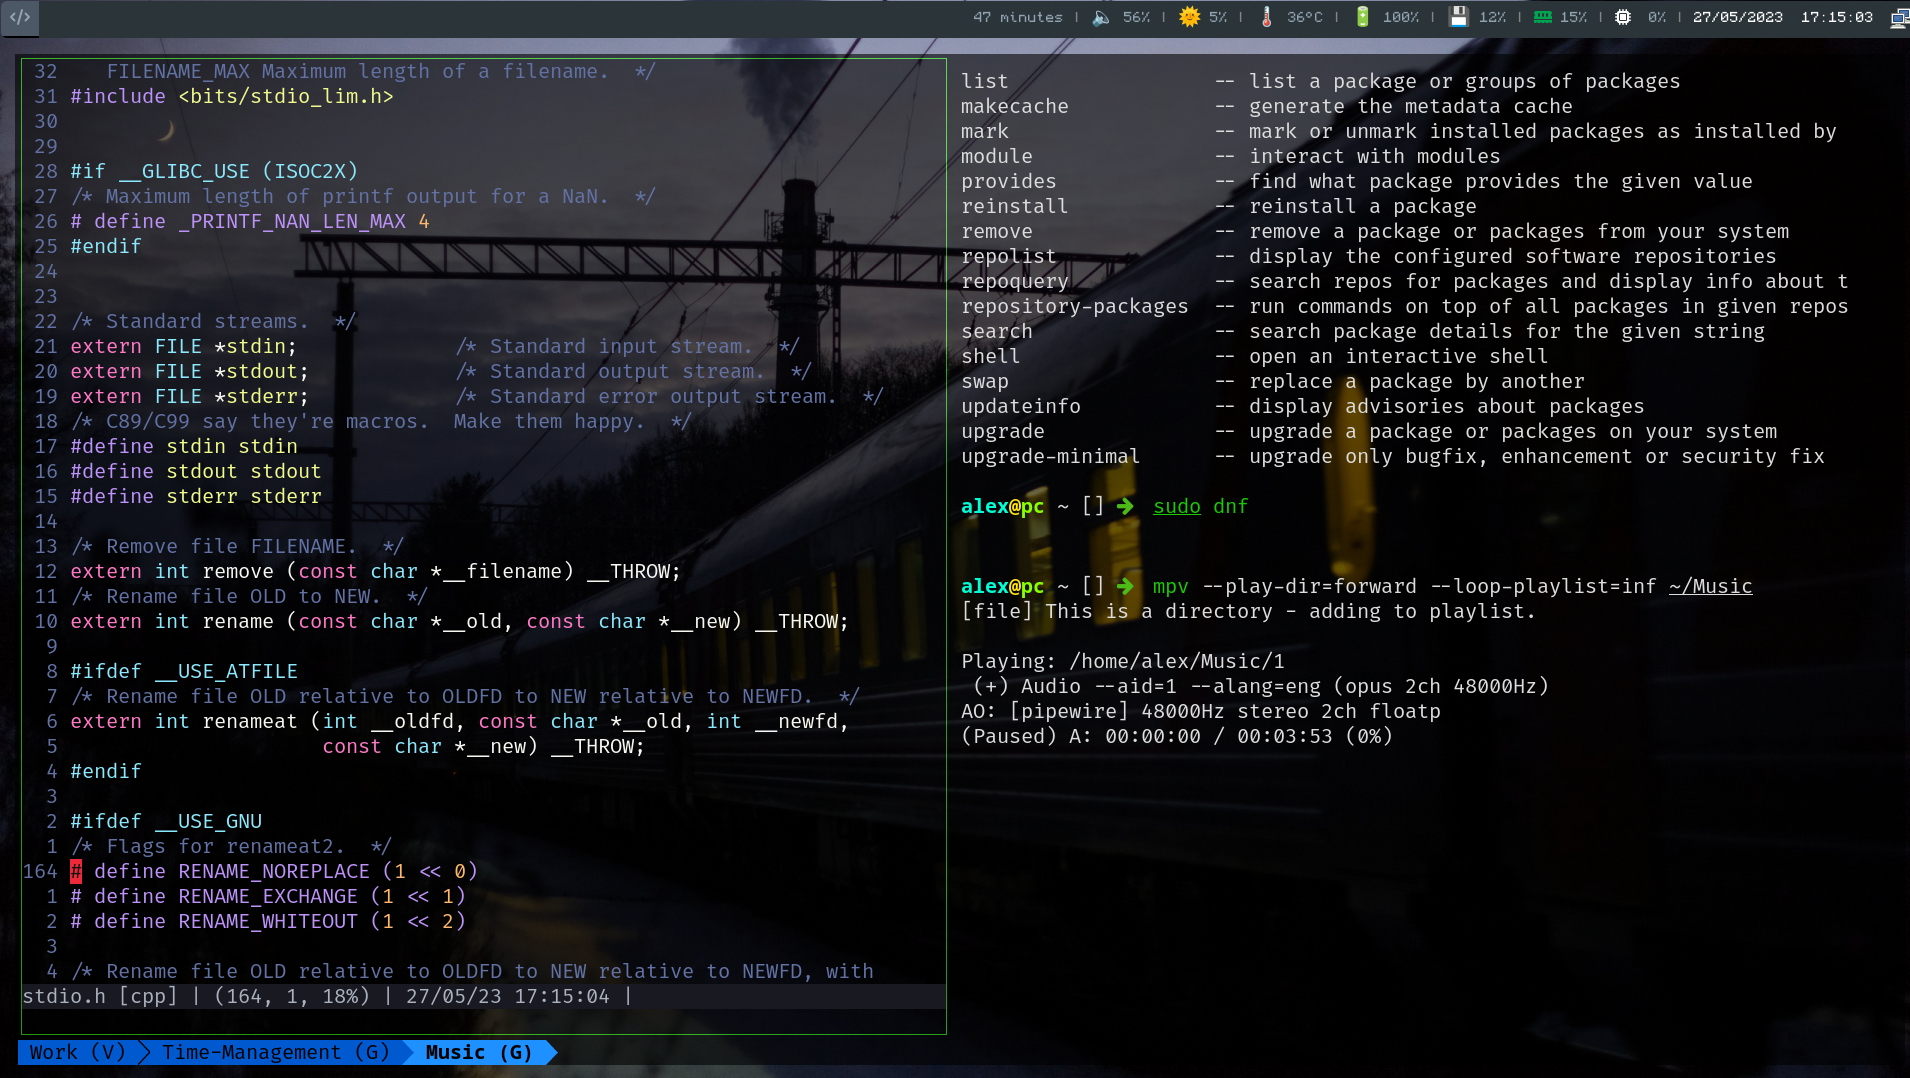 </> 47 minutes | 56% | 5% | 36°C | 100% | 12% | 15% | 0% | 27/05/2023 17:15:03
32 FILENAME_MAX Maximum length of a filename. */
31 #include <bits/stdio_lim.h>
30
29
28 #if __GLIBC_USE (ISOC2X)
27 /* Maximum length of printf output for a NaN. */
26 # define _PRINTF_NAN_LEN_MAX 4
25 #endif
24
23
22 /* Standard streams. */
21 extern FILE *stdin; /* Standard input stream. */
20 extern FILE *stdout; /* Standard output stream. */
19 extern FILE *stderr; /* Standard error output stream. */
18 /* C89/C99 say they're macros. Make them happy. */
17 #define stdin stdin
16 #define stdout stdout
15 #define stderr stderr
14
13 /* Remove file FILENAME. */
12 extern int remove (const char *__filename) __THROW;
11 /* Rename file OLD to NEW. */
10 extern int rename (const char *__old, const char *__new) __THROW;
9
8 #ifdef __USE_ATFILE
7 /* Rename file OLD relative to OLDFD to NEW relative to NEWFD. */
6 extern int renameat (int __oldfd, const char *__old, int __newfd,
5 const char *__new) __THROW;
4 #endif
3
2 #ifdef __USE_GNU
1 /* Flags for renameat2. */
164 # define RENAME_NOREPLACE (1 << 0)
1 # define RENAME_EXCHANGE (1 << 1)
2 # define RENAME_WHITEOUT (1 << 2)
3
4 /* Rename file OLD relative to OLDFD to NEW relative to NEWFD, with
stdio.h [cpp] | (164, 1, 18%) | 27/05/23 17:15:04 |
list -- list a package or groups of packages
makecache -- generate the metadata cache
mark -- mark or unmark installed packages as installed by
module -- interact with modules
provides -- find what package provides the given value
reinstall -- reinstall a package
remove -- remove a package or packages from your system
repolist -- display the configured software repositories
repoquery -- search repos for packages and display info about t
repository-packages -- run commands on top of all packages in given repos
search -- search package details for the given string
shell -- open an interactive shell
swap -- replace a package by another
updateinfo -- display advisories about packages
upgrade -- upgrade a package or packages on your system
upgrade-minimal -- upgrade only bugfix, enhancement or security fix
alex@pc ~ [] ➜ sudo dnf
alex@pc ~ [] ➜ mpv --play-dir=forward --loop-playlist=inf ~/Music
[file] This is a directory - adding to playlist.
Playing: /home/alex/Music/1
(+) Audio --aid=1 --alang=eng (opus 2ch 48000Hz)
AO: [pipewire] 48000Hz stereo 2ch floatp
(Paused) A: 00:00:00 / 00:03:53 (0%)
Work (V) Time-Management (G) Music (G)